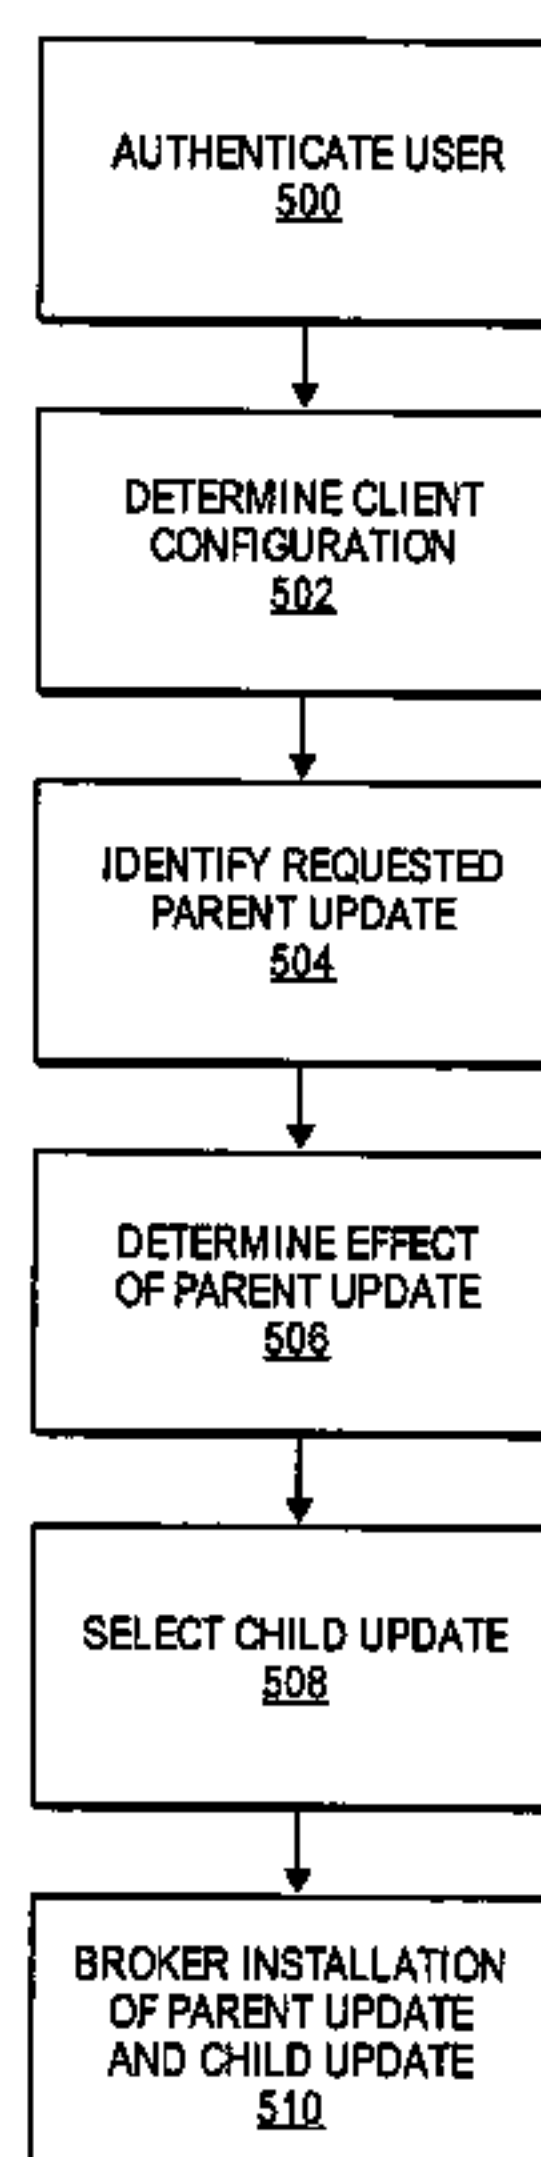 AUTHENTICATE USER
500
DETERMINE CLIENT
CONFIGURATION
502
IDENTIFY REQUESTED
PARENT UPDATE
504
DETERMINE EFFECT
OF PARENT UPDATE
506
SELECT CHILD UPDATE
508
BROKER INSTALLATION
OF PARENT UPDATE
AND CHILD UPDATE
510